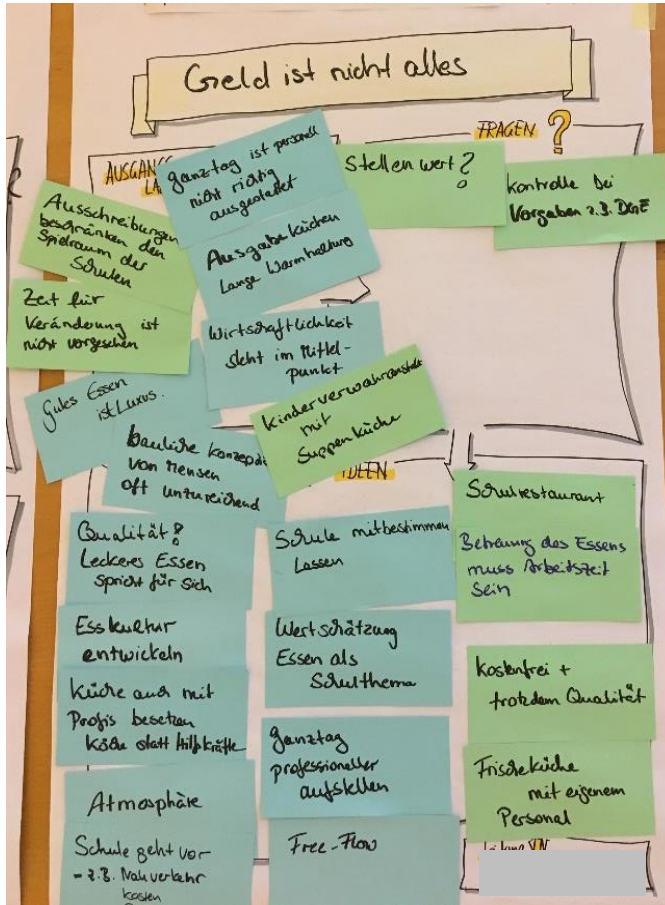 Geld ist nicht alles
AUSGANGS
LA
Ganztag ist personell
nicht richtig
ausgestattet
Ausschreibungen
beschränken den
Spielraum der
Schulen
Ausgabeküchen
Lange Warmhaltung
Zeit für
Veränderung ist
nicht vorgesehen
Wirtschaftlichkeit
steht im Mittel-
punkt
Gutes Essen
ist Luxus.
bauliche Konzeption
von Mensen
oft unzureichend
Kinderverwahranstalt
mit
Suppenküche
FRAGEN ?
Stellenwert?
Kontrolle bei
Vorgaben z.B. DGE
IDEEN
Qualität!
Leckeres Essen
spricht für sich
Esskultur
entwickeln
Küche auch mit
Profis besetzen
Köche statt Hilfskräfte
Atmosphäre
Schule geht vor
- z.B. Nahverkehr
Kosten
Schule mitbestimmen
lassen
Wertschätzung
Essen als
Schulthema
Ganztag
professioneller
aufstellen
Free-Flow
Schulrestaurant
Betreuung des Essens
muss Arbeitszeit
sein
Kostenfrei +
trotzdem Qualität
Frischeküche
mit eigenem
Personal